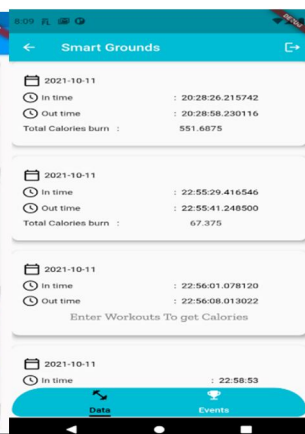 8:09
DEBUG
Smart Grounds
2021-10-11
In time : 20:28:26.215742
Out time : 20:28:58.230116
Total Calories burn : 551.6875
2021-10-11
In time : 22:55:29.416546
Out time : 22:55:41.248500
Total Calories burn : 67.375
2021-10-11
In time : 22:56:01.078120
Out time : 22:56:08.013022
Enter Workouts To get Calories
2021-10-11
In time : 22:58:53
Data Events